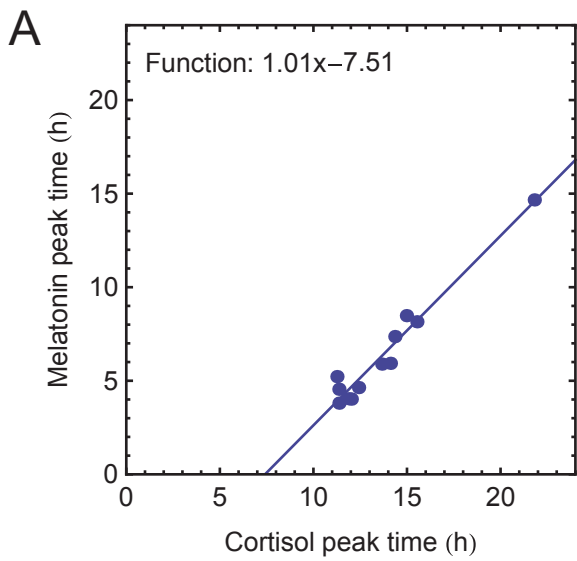 A
Function: 1.01x−7.51
Melatonin peak time (h)
20
15
10
5
0
0 5 10 15 20
Cortisol peak time (h)